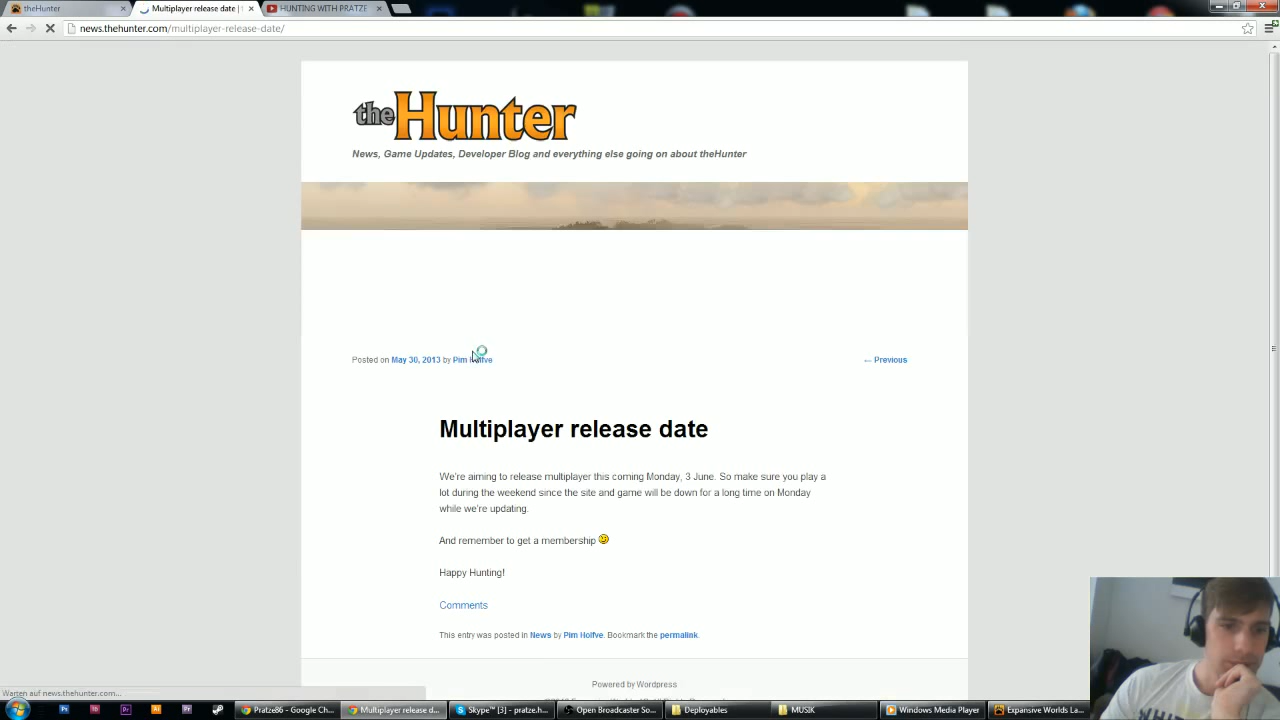 theHunter
Multiplayer release date | t
HUNTING WITH PRATZE
news.thehunter.com/multiplayer-release-date/
theHunter
News, Game Updates, Developer Blog and everything else going on about theHunter
Posted on May 30, 2013 by Pim Holfve
← Previous
Multiplayer release date
We're aiming to release multiplayer this coming Monday, 3 June. So make sure you play a
lot during the weekend since the site and game will be down for a long time on Monday
while we're updating.
And remember to get a membership
Happy Hunting!
Comments
This entry was posted in News by Pim Holfve. Bookmark the permalink.
Powered by Wordpress
Warten auf news.thehunter.com...
Pratze86 - Google Ch...
Multiplayer release d...
Skype™ [3] - pratze.h...
Open Broadcaster So...
Deployables
MUSIK
Windows Media Player
Expansive Worlds La...